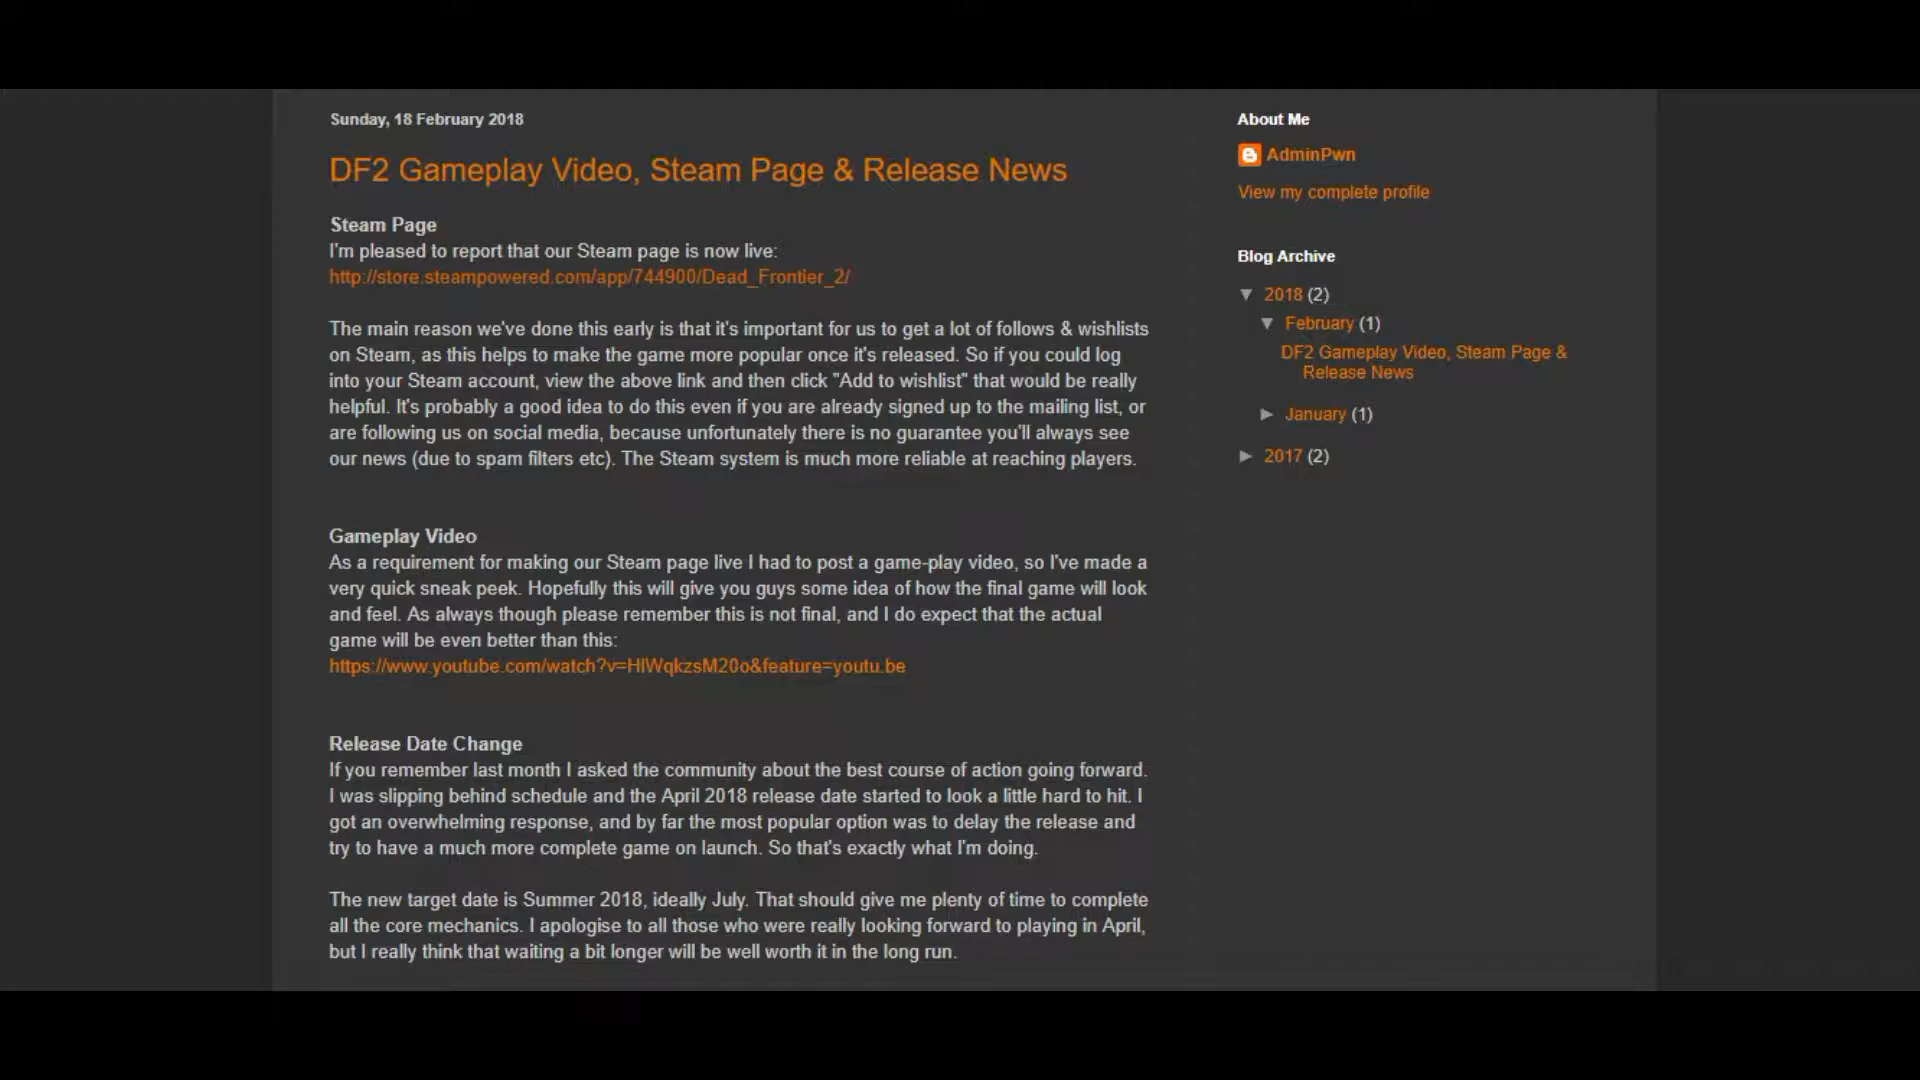 Sunday, 18 February 2018
DF2 Gameplay Video, Steam Page & Release News
Steam Page
I'm pleased to report that our Steam page is now live:
http://store.steampowered.com/app/744900/Dead_Frontier_2/
The main reason we've done this early is that it's important for us to get a lot of follows & wishlists
on Steam, as this helps to make the game more popular once it's released. So if you could log
into your Steam account, view the above link and then click "Add to wishlist" that would be really
helpful. It's probably a good idea to do this even if you are already signed up to the mailing list, or
are following us on social media, because unfortunately there is no guarantee you'll always see
our news (due to spam filters etc). The Steam system is much more reliable at reaching players.
Gameplay Video
As a requirement for making our Steam page live I had to post a game-play video, so I've made a
very quick sneak peek. Hopefully this will give you guys some idea of how the final game will look
and feel. As always though please remember this is not final, and I do expect that the actual
game will be even better than this:
https://www.youtube.com/watch?v=HlWqkzsM20o&feature=youtu.be
Release Date Change
If you remember last month I asked the community about the best course of action going forward.
I was slipping behind schedule and the April 2018 release date started to look a little hard to hit. I
got an overwhelming response, and by far the most popular option was to delay the release and
try to have a much more complete game on launch. So that's exactly what I'm doing.
The new target date is Summer 2018, ideally July. That should give me plenty of time to complete
all the core mechanics. I apologise to all those who were really looking forward to playing in April,
but I really think that waiting a bit longer will be well worth it in the long run.
About Me
AdminPwn
View my complete profile
Blog Archive
▼ 2018 (2)
▼ February (1)
DF2 Gameplay Video, Steam Page &
Release News
► January (1)
► 2017 (2)